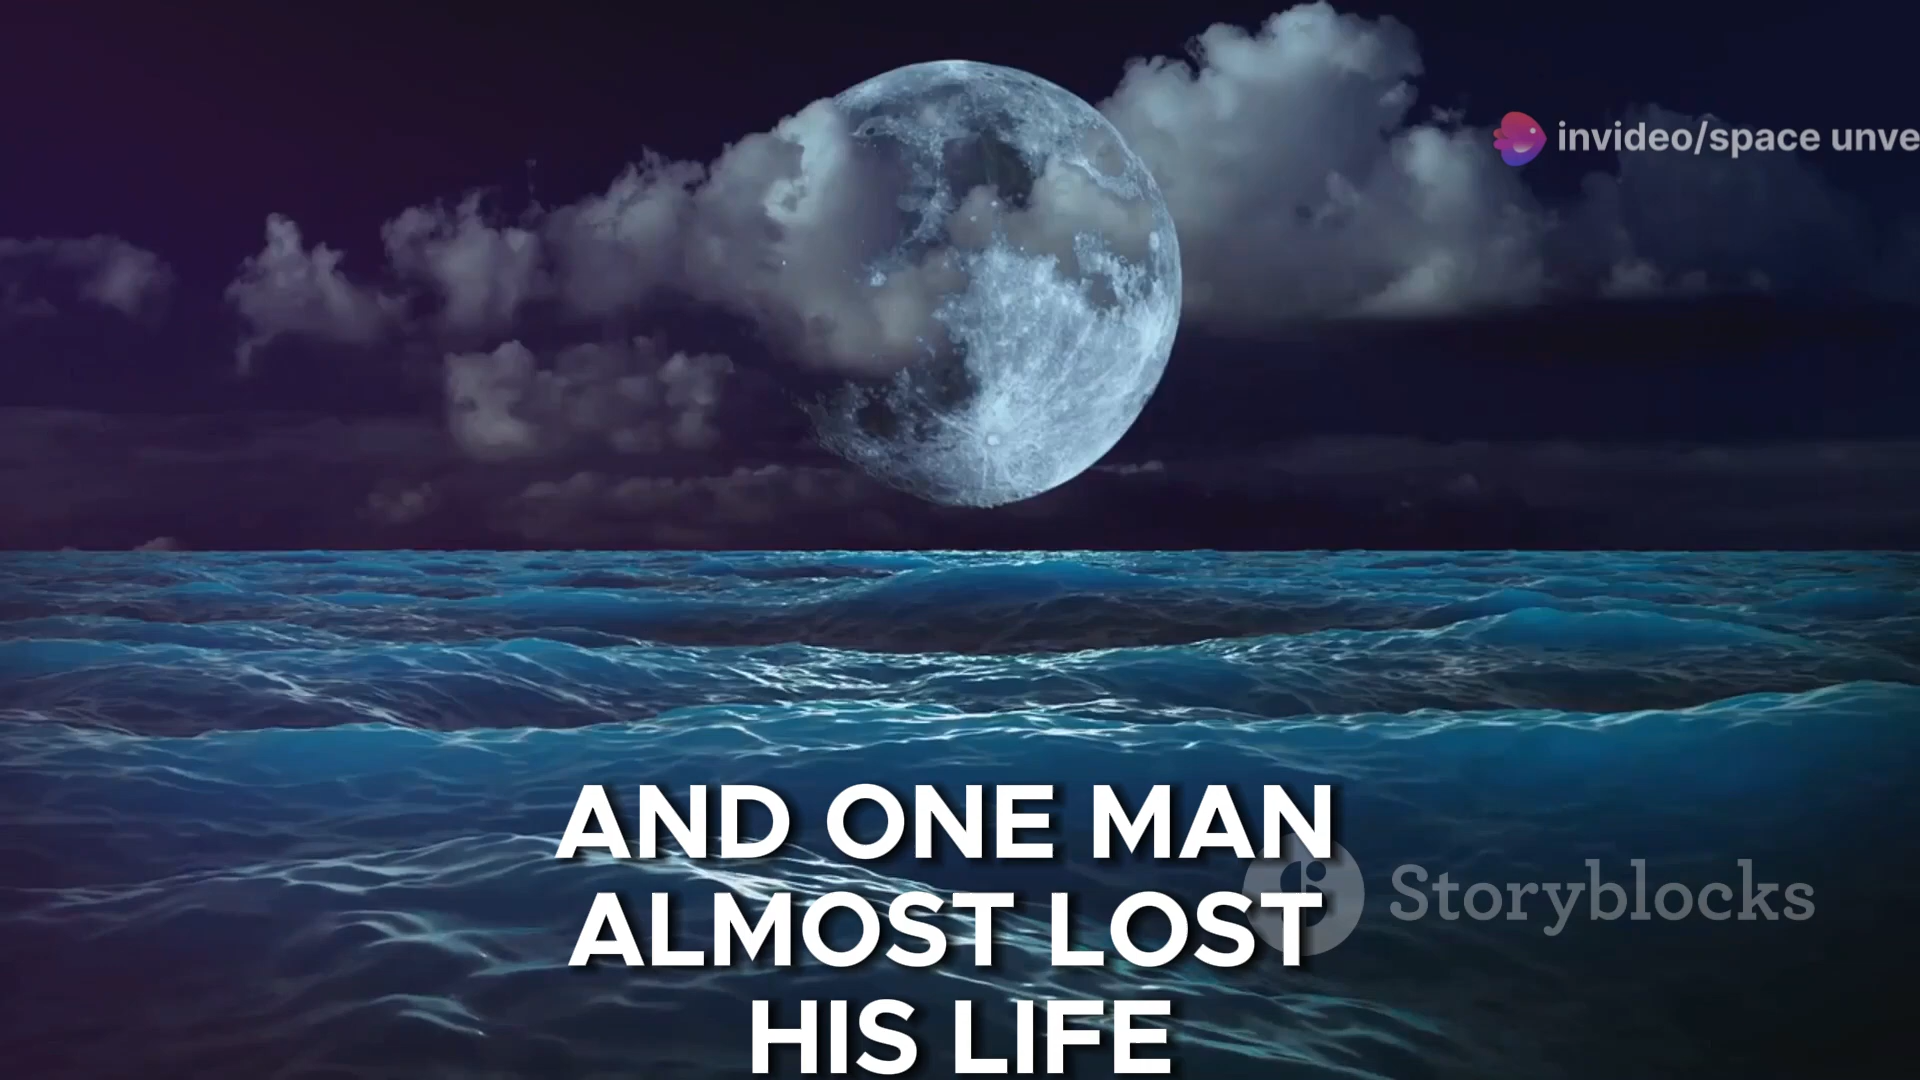 invideo/space unve
AND ONE MAN
ALMOST LOST
Storyblocks
HIS LIFE